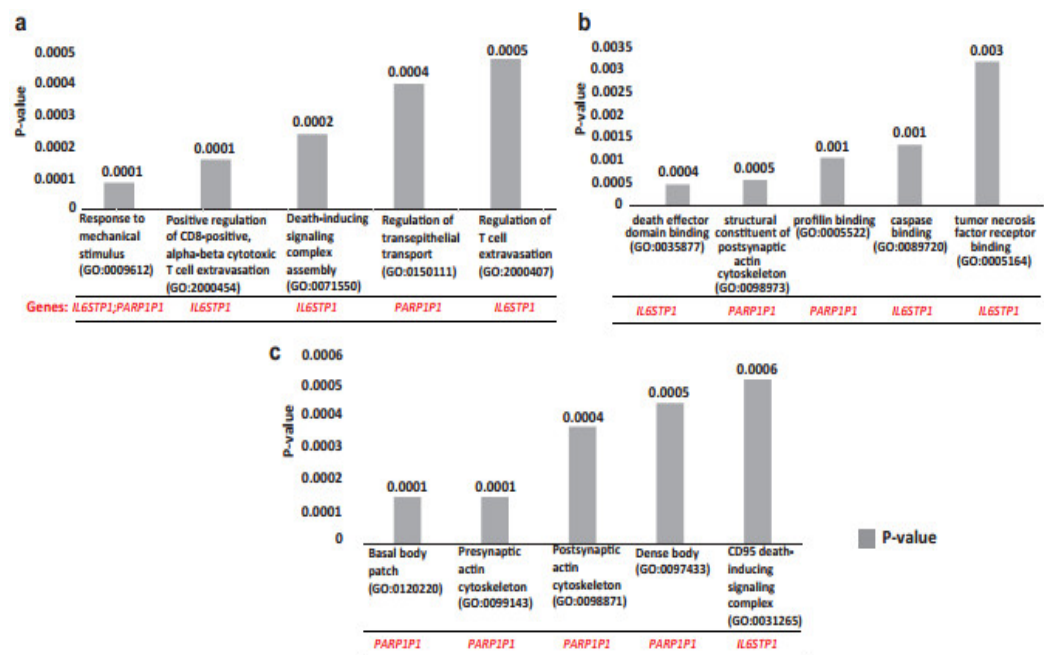 a
P-value
0.0005
0.0004
0.0003
0.0002
0.0001
0
0.0001
0.0001
0.0002
0.0004
0.0005
Response to
mechanical
stimulus
(GO:0009612)
Positive regulation
of CD8-positive,
alpha-beta cytotoxic
T cell extravasation
(GO:2000454)
Death-inducing
signaling
complex
assembly
(GO:0071550)
Regulation of
transepithelial
transport
(GO:0150111)
Regulation of
T cell
extravasation
(GO:2000407)
Genes: IL6STP1;PARP1P1 IL6STP1 IL6STP1 PARP1P1 IL6STP1
b
P-value
0.0035
0.003
0.0025
0.002
0.0015
0.001
0.0005
0
0.0004
0.0005
0.001
0.001
0.003
death effector
domain binding
(GO:0035877)
structural
constituent of
postsynaptic
actin
cytoskeleton
(GO:0098973)
profilin binding
(GO:0005522)
caspase
binding
(GO:0089720)
tumor necrosis
factor receptor
binding
(GO:0005164)
IL6STP1 PARP1P1 PARP1P1 IL6STP1 IL6STP1
c
P-value
0.0006
0.0005
0.0004
0.0003
0.0002
0.0001
0
0.0001
0.0001
0.0004
0.0005
0.0006
Basal body
patch
(GO:0120220)
Presynaptic
actin
cytoskeleton
(GO:0099143)
Postsynaptic
actin
cytoskeleton
(GO:0098871)
Dense body
(GO:0097433)
CD95 death-
inducing
signaling
complex
(GO:0031265)
PARP1P1 PARP1P1 PARP1P1 PARP1P1 IL6STP1
P-value